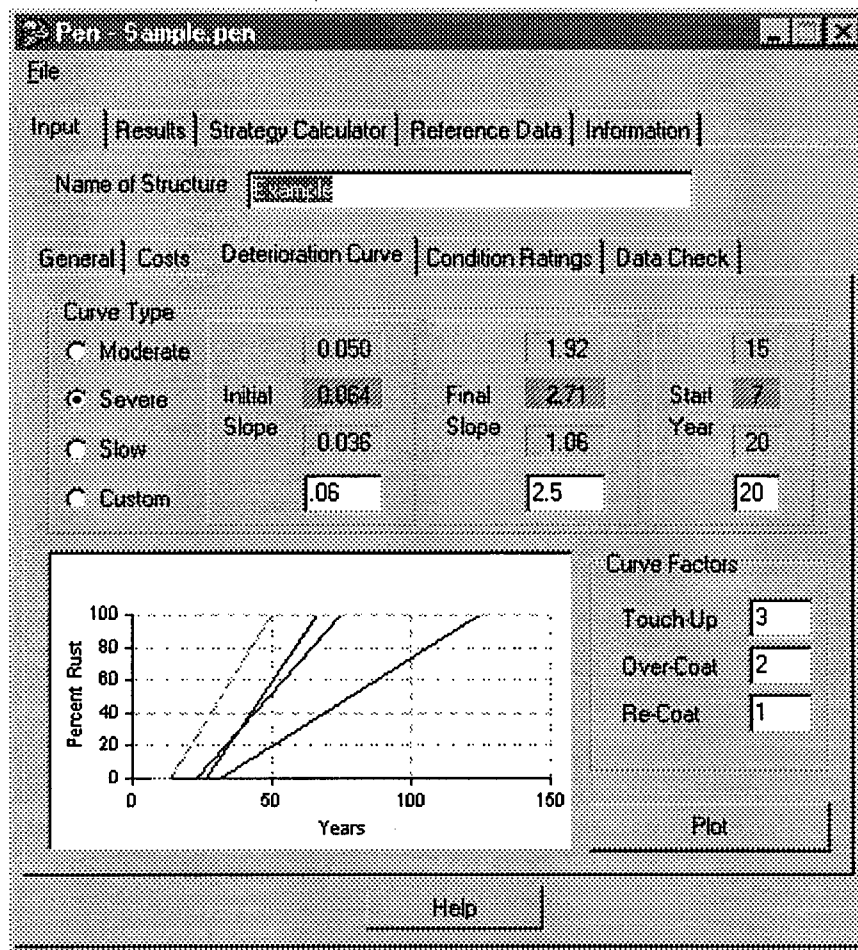 Pen - Sample.pen
File
Input Results Strategy Calculator Reference Data Information
Name of Structure Example
General Costs Deterioration Curve Condition Ratings Data Check
Curve Type
Moderate 0.050 1.92 15
Severe Initial Slope 0.064 Final Slope 2.71 Start Year 7
Slow 0.036 1.06 20
Custom .06 2.5 20
Curve Factors
Touch-Up 3
Over-Coat 2
Re-Coat 1
Percent Rust
100
80
60
40
20
0
0 50 100 150
Years
Plot
Help